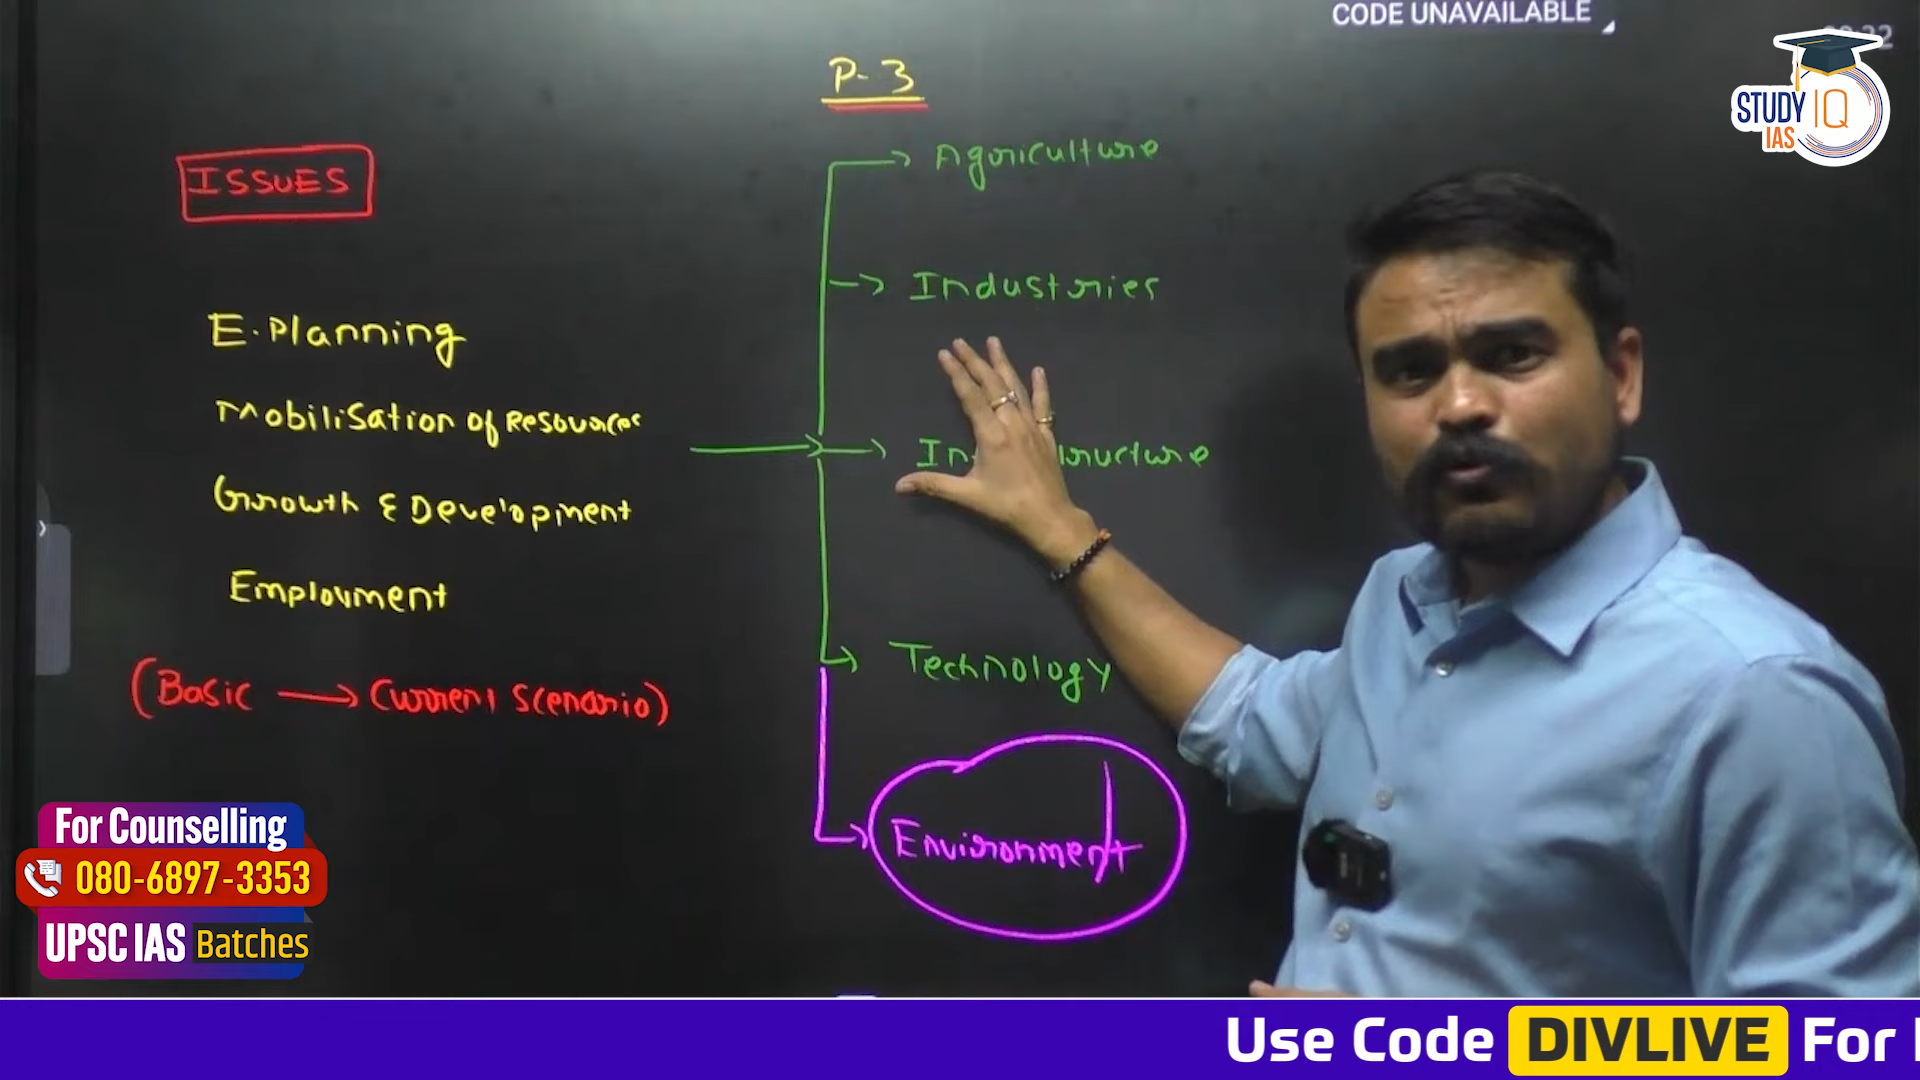 CODE UNAVAILABLE
STUDY IQ
IAS
P-3
ISSUES
E. Planning
Mobilisation of Resources
Growth & Development
Employment
(Basic → Current Scenario)
Agriculture
Industries
Technology
Environment
For Counselling
080-6897-3353
UPSC IAS Batches
Use Code DIVLIVE For